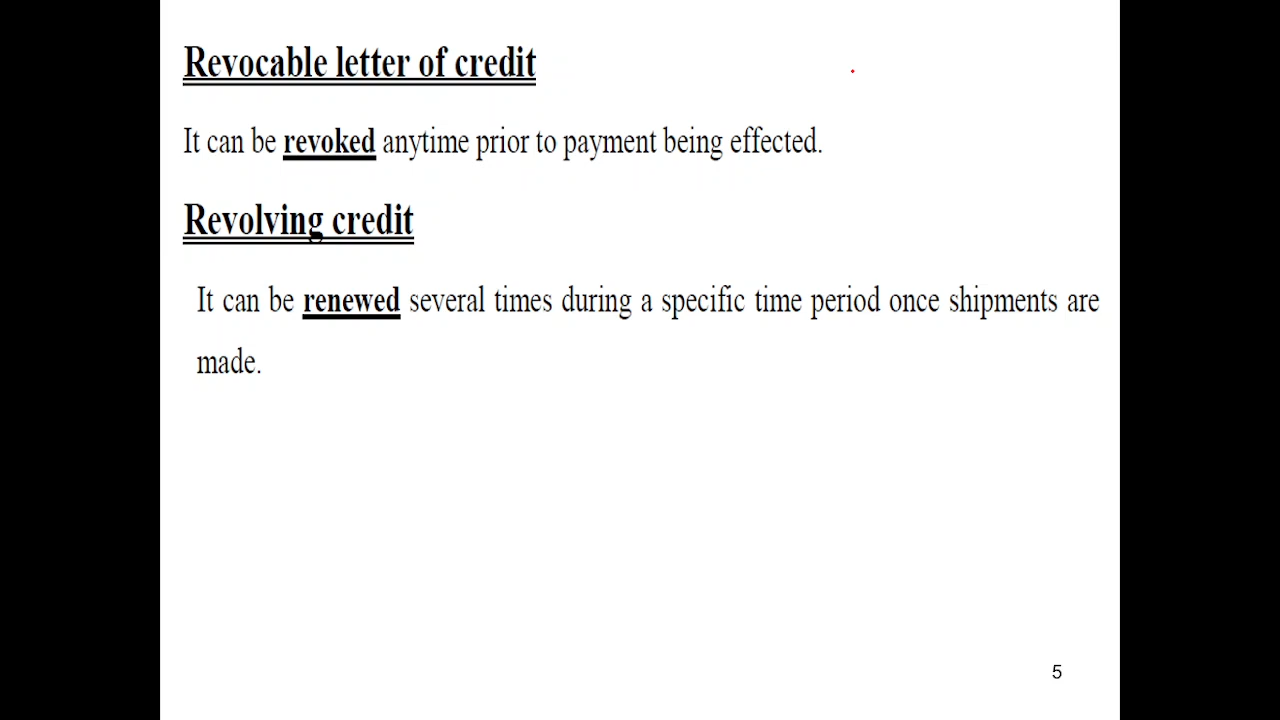 Revocable letter of credit
It can be revoked anytime prior to payment being effected.
Revolving credit
It can be renewed several times during a specific time period once shipments are
made.
5